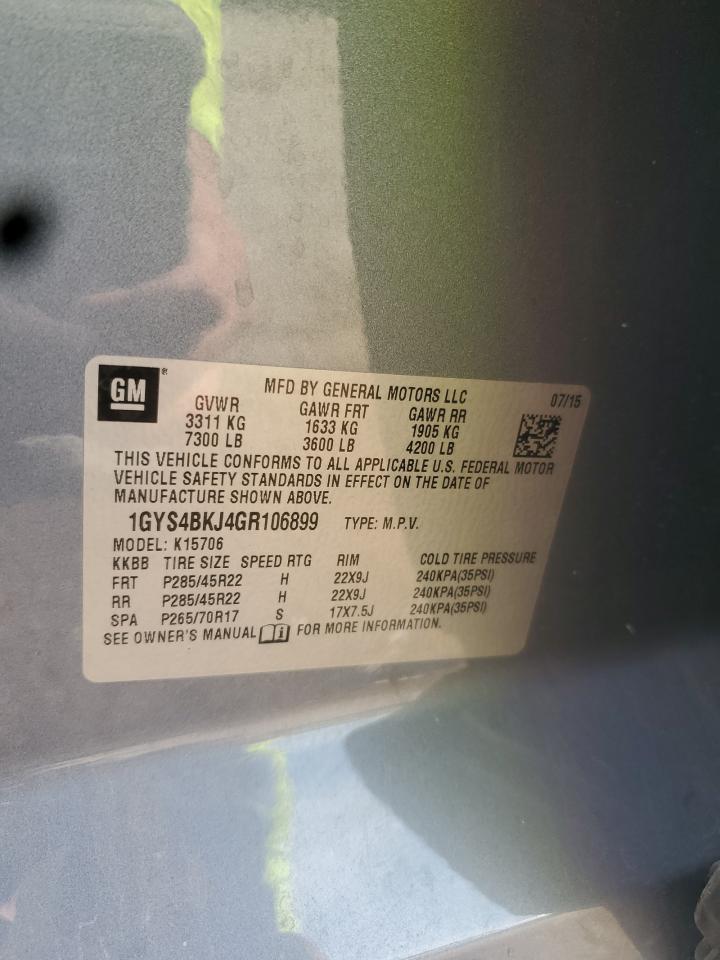 GM ®
MFD BY GENERAL MOTORS LLC 07/15
GVWR GAWR FRT GAWR RR
3311 KG 1633 KG 1905 KG
7300 LB 3600 LB 4200 LB
THIS VEHICLE CONFORMS TO ALL APPLICABLE U.S. FEDERAL MOTOR
VEHICLE SAFETY STANDARDS IN EFFECT ON THE DATE OF
MANUFACTURE SHOWN ABOVE.
1GYS4BKJ4GR106899 TYPE: M.P.V.
MODEL: K15706
KKBB TIRE SIZE SPEED RTG RIM COLD TIRE PRESSURE
FRT P285/45R22 H 22X9J 240KPA(35PSI)
RR P285/45R22 H 22X9J 240KPA(35PSI)
SPA P265/70R17 S 17X7.5J 240KPA(35PSI)
SEE OWNER'S MANUAL i FOR MORE INFORMATION.